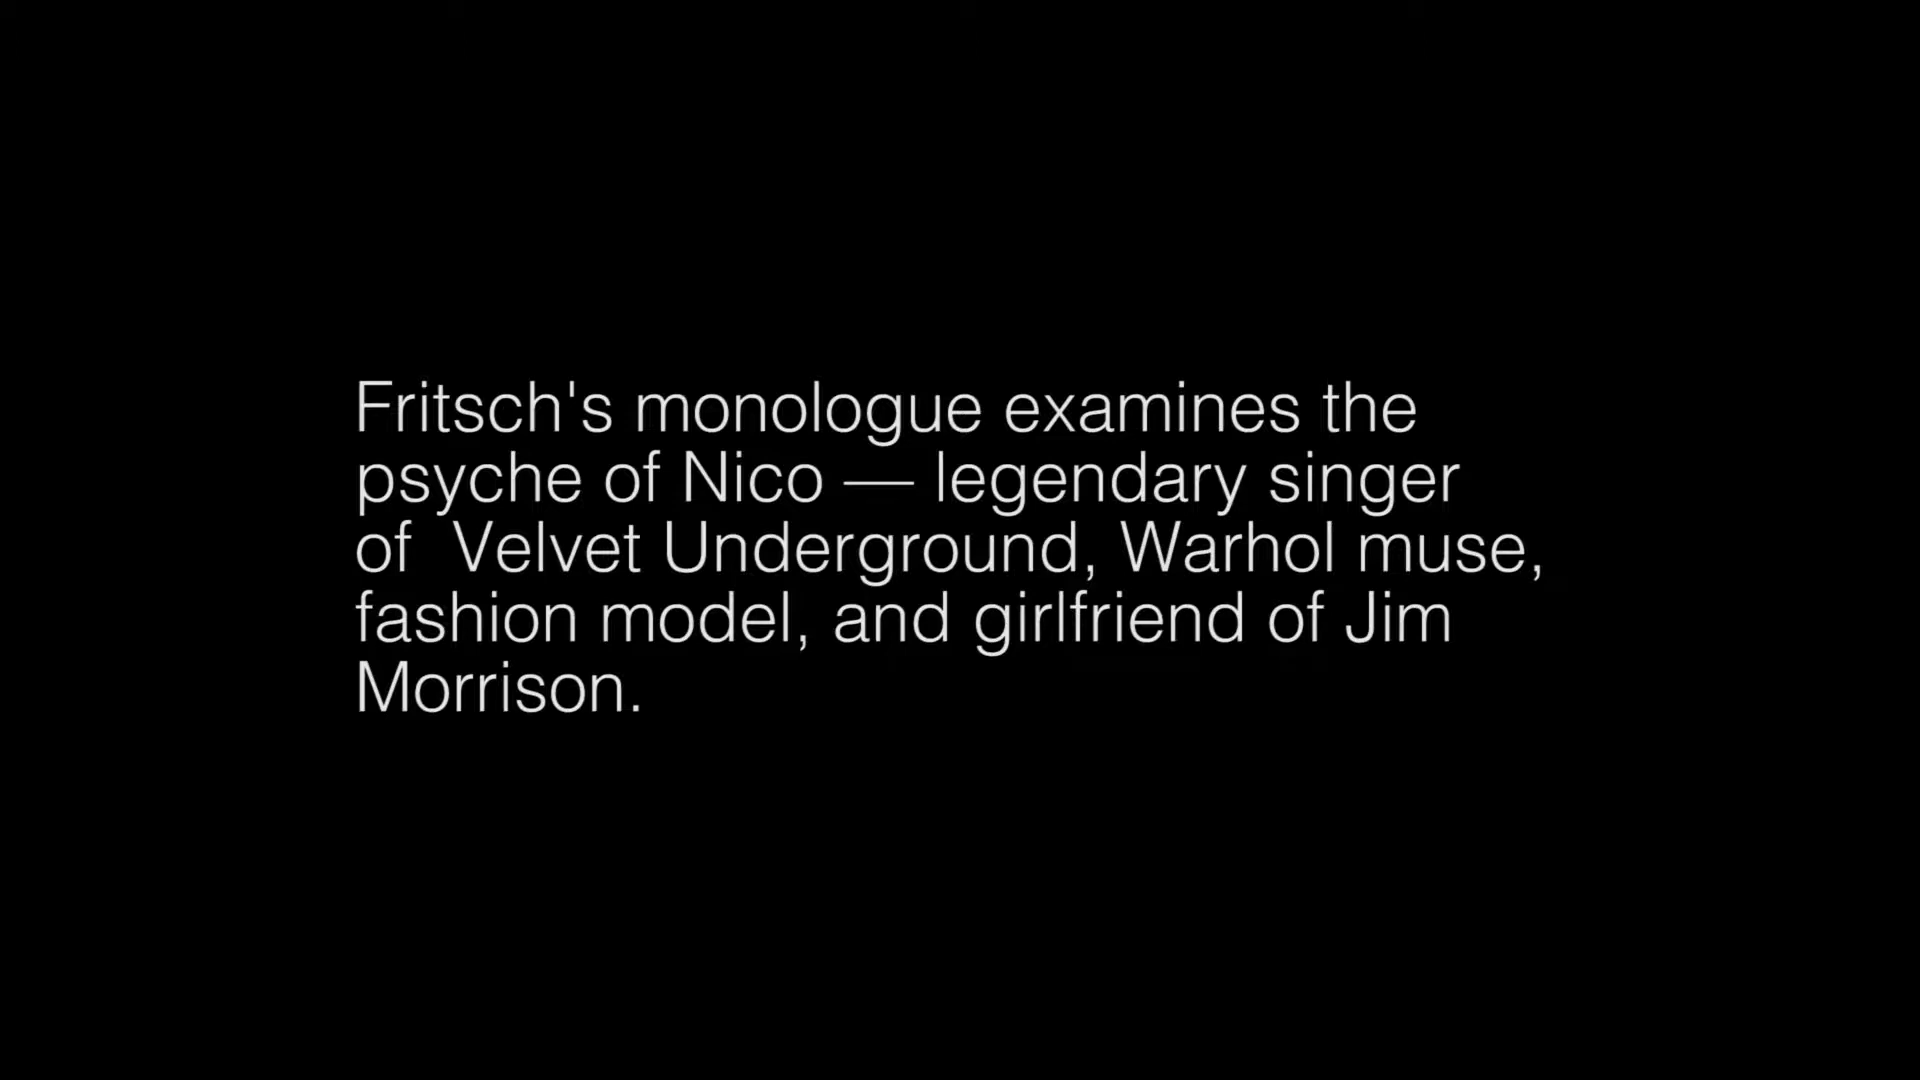 Fritsch's monologue examines the
psyche of Nico — legendary singer
of  Velvet Underground, Warhol muse,
fashion model, and girlfriend of Jim
Morrison.